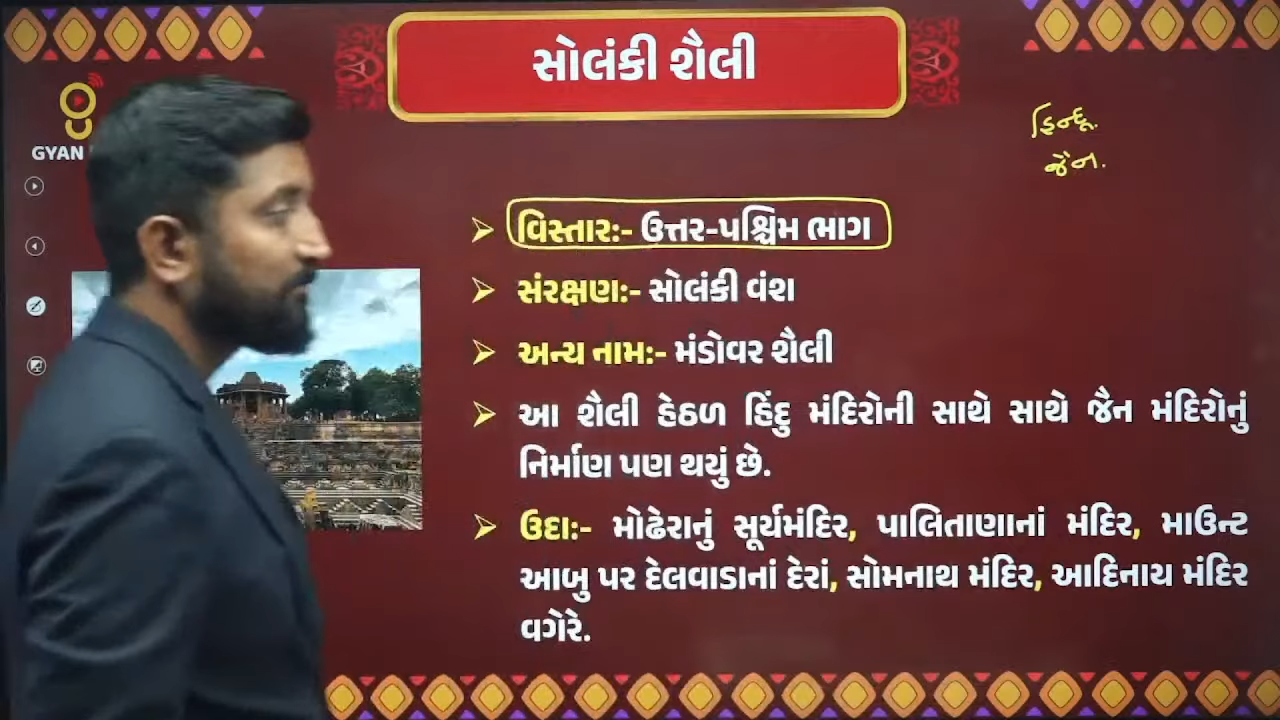 સોલંકી શૈલી
હિન્દૂ.
જૈન.
GYAN
➤ વિસ્તાર:- ઉત્તર-પશ્ચિમ ભાગ
➤ સંરક્ષણ:- સોલંકી વંશ
➤ અન્ય નામ:- મંડોવર શૈલી
➤ આ શૈલી હેઠળ હિંદુ મંદિરોની સાથે સાથે જૈન મંદિરોનું
નિર્માણ પણ થયું છે.
➤ ઉદા:- મોઢેરાનું સૂર્યમંદિર, પાલિતાણાનાં મંદિર, માઉન્ટ
આબુ પર દેલવાડાનાં દેરાં, સોમનાથ મંદિર, આદિનાથ મંદિર
વગેરે.